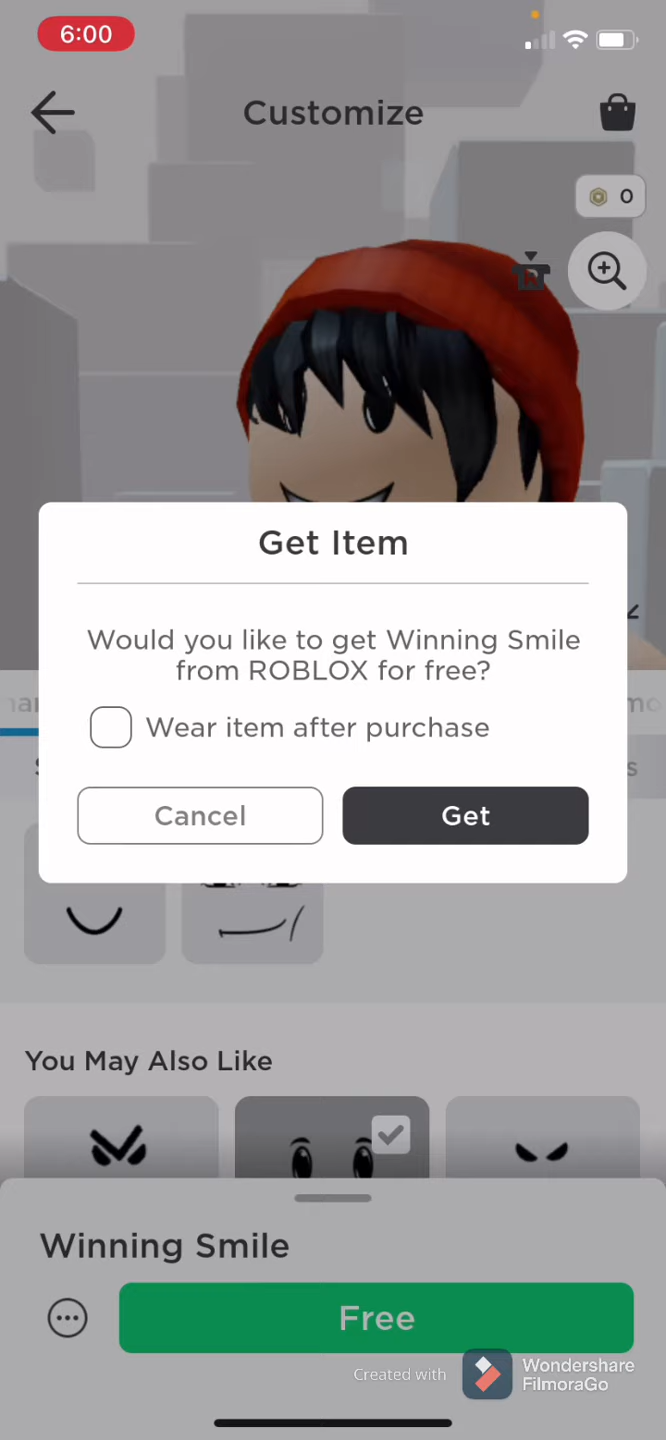 6:00
Customize
0
Get Item
Would you like to get Winning Smile
from ROBLOX for free?
Wear item after purchase
Cancel
Get
You May Also Like
Winning Smile
Free
Created with
Wondershare
FilmoraGo